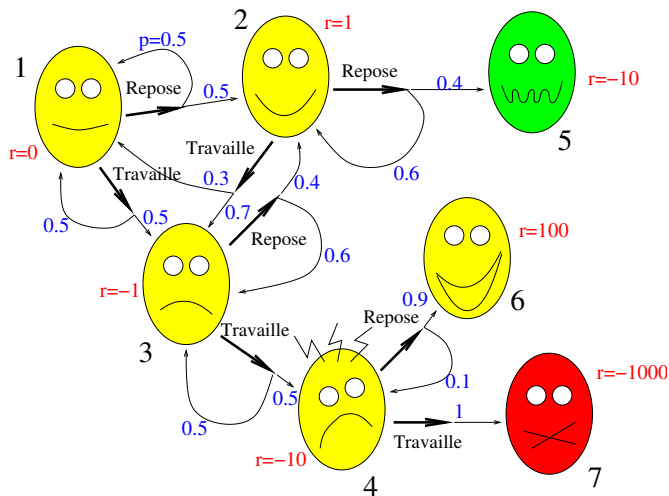 2
r=1
p=0.5
1
Repose
Repose
0.5
0.4
r=−10
5
r=0
Travaille
Travaille
0.6
0.3
0.4
0.5
0.5
0.7
Repose
r=100
0.6
r=−1
0.9
6
3
Travaille
Repose
r=−1000
0.1
0.5
1
0.5
Travaille
r=−10
4
7